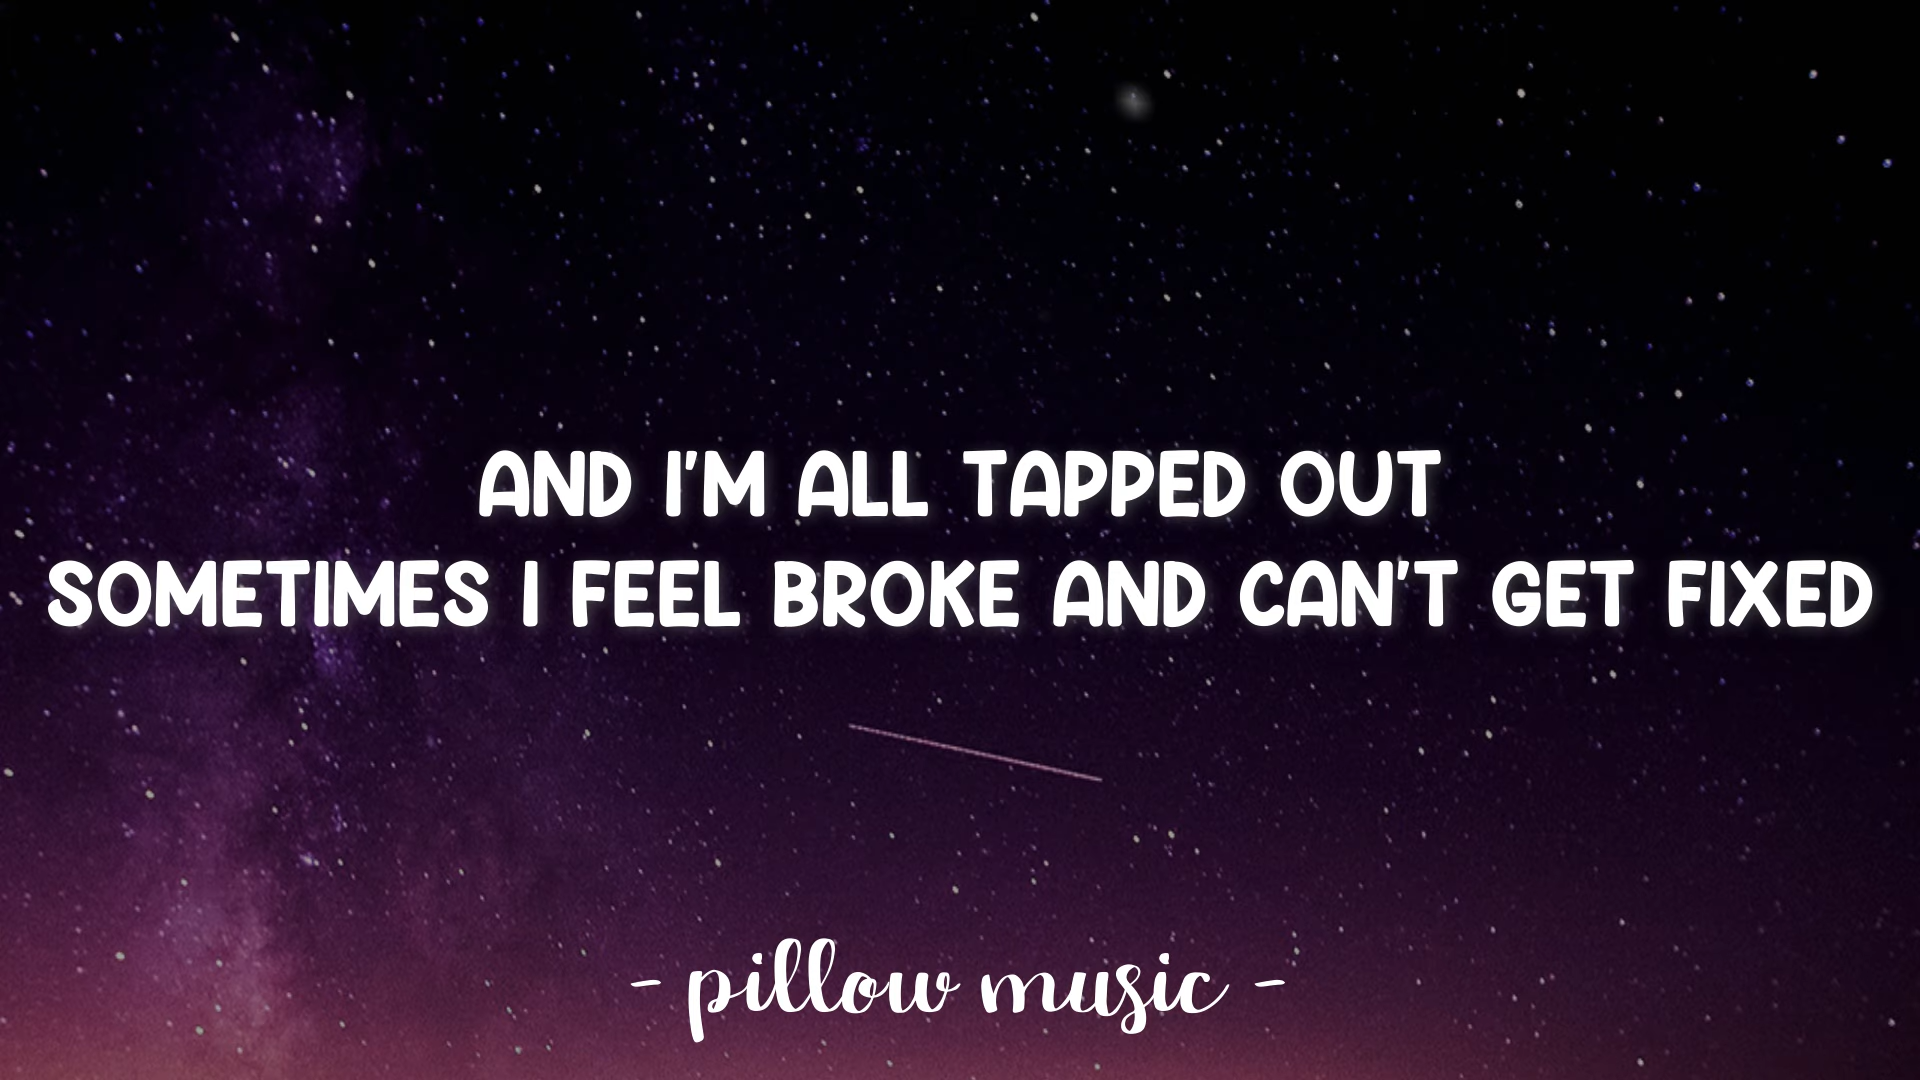 AND I'M ALL TAPPED OUT
SOMETIMES I FEEL BROKE AND CAN'T GET FIXED
- pillow music -